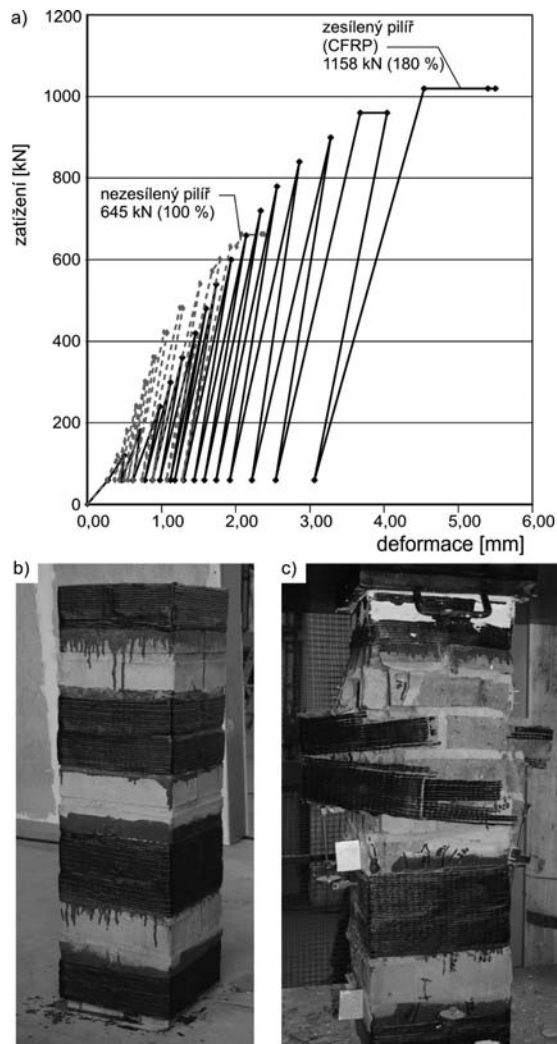 a)
zesílený pilíř
(CFRP)
1158 kN (180 %)
nezesílený pilíř
645 kN (100 %)
zatížení [kN]
1200
1000
800
600
400
200
0
0,00
1,00
2,00
3,00
4,00
5,00
6,00
deformace [mm]
b)
c)